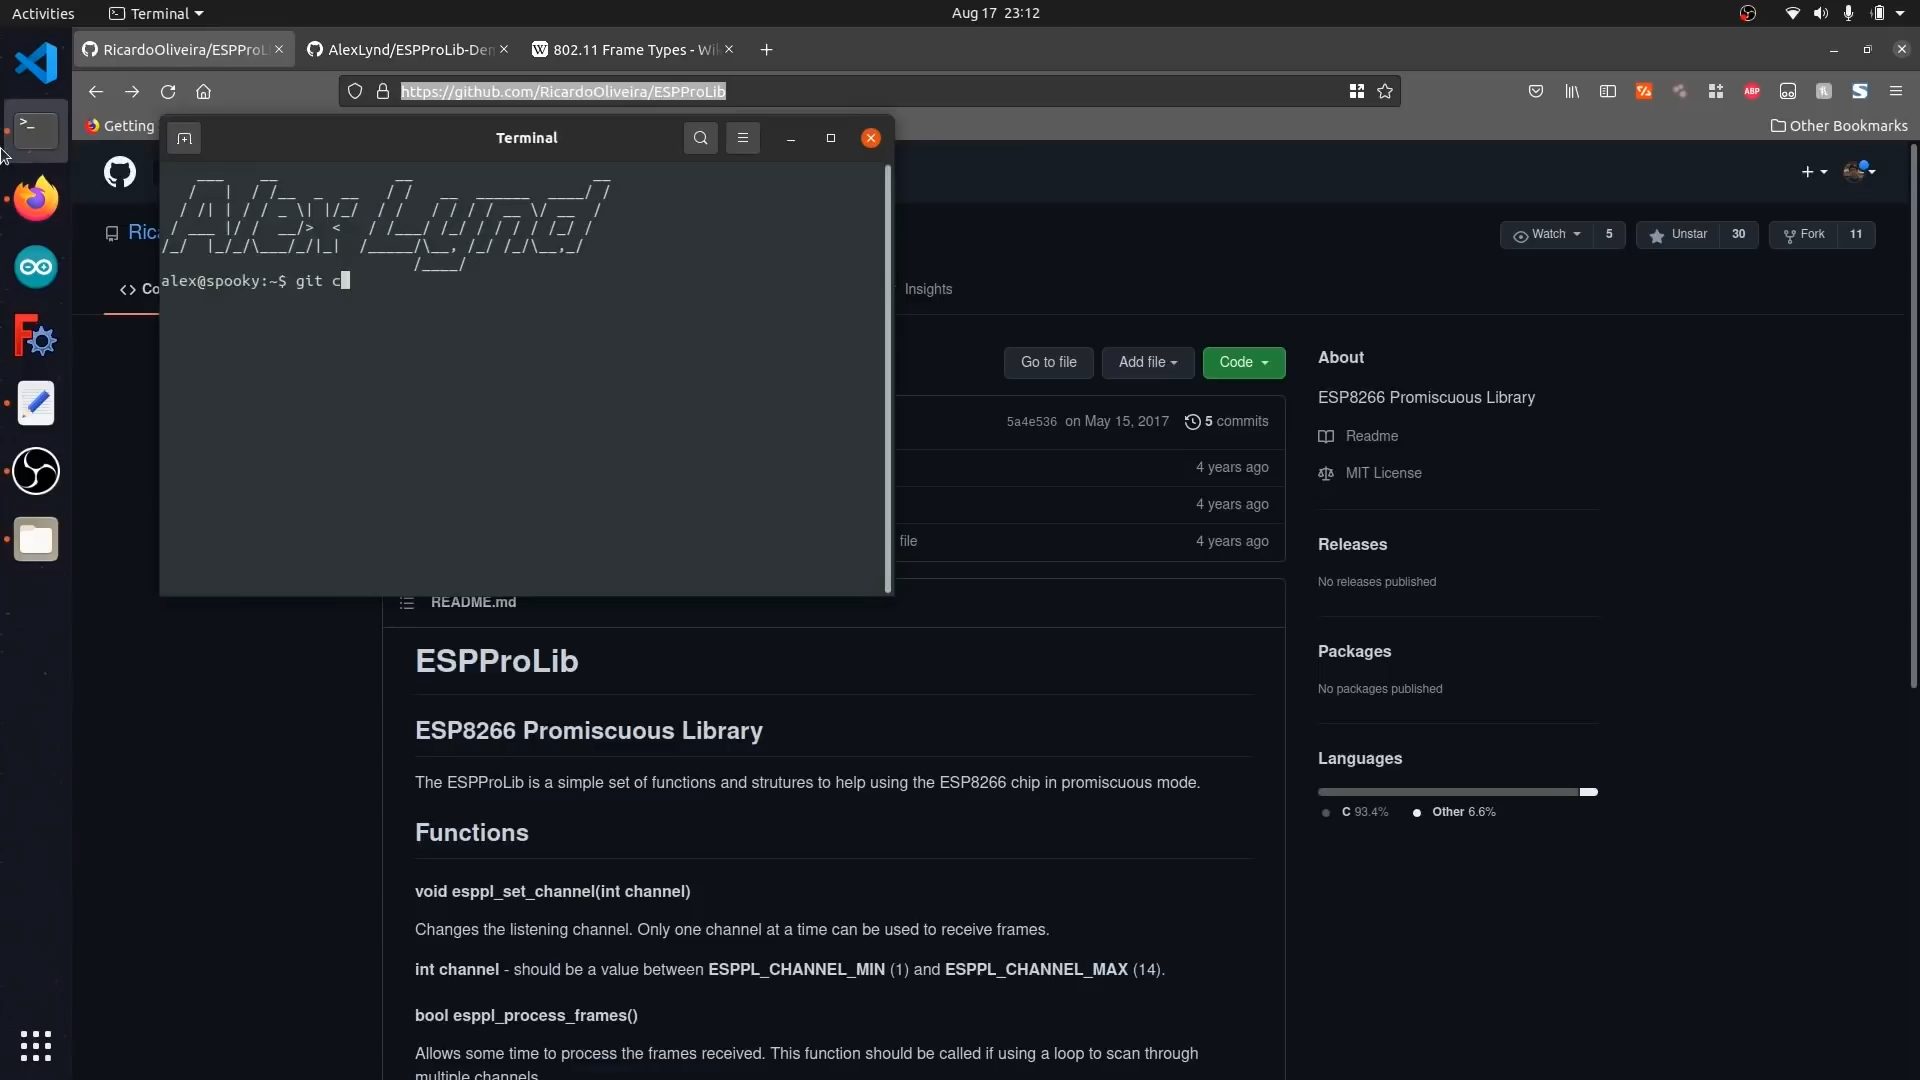 Activities
Terminal
Aug 17 23:12
RicardoOliveira/ESPProL
AlexLynd/ESPProLib-Der
802.11 Frame Types - Wi
https://github.com/RicardoOliveira/ESPProLib
ABP
Getting
Other Bookmarks
Terminal
Alex Lynd
alex@spooky:~$ git c
Ric
Watch 5
Unstar 30
Fork 11
<> Co
Insights
Go to file
Add file
Code
5a4e536 on May 15, 2017
5 commits
4 years ago
4 years ago
file
4 years ago
About
ESP8266 Promiscuous Library
Readme
MIT License
Releases
No releases published
Packages
No packages published
Languages
C 93.4%
Other 6.6%
README.md
ESPProLib
ESP8266 Promiscuous Library
The ESPProLib is a simple set of functions and strutures to help using the ESP8266 chip in promiscuous mode.
Functions
void esppl_set_channel(int channel)
Changes the listening channel. Only one channel at a time can be used to receive frames.
int channel - should be a value between ESPPL_CHANNEL_MIN (1) and ESPPL_CHANNEL_MAX (14).
bool esppl_process_frames()
Allows some time to process the frames received. This function should be called if using a loop to scan through
multiple channels